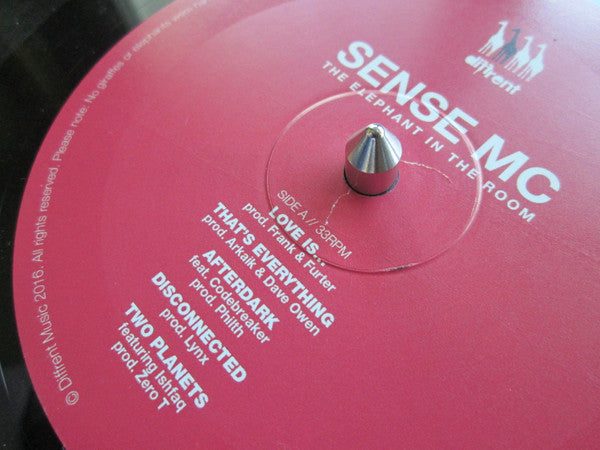 diffrent
SENSE MC
THE ELEPHANT IN THE ROOM
SIDE A // 33RPM
LOVE IS...
prod. Frank & Furter
THAT'S EVERYTHING
prod. Arkaik & Dave Owen
AFTERDARK
feat. Codebreaker
prod. Philth
DISCONNECTED
prod. Lynx
TWO PLANETS
featuring Ishfaq
prod. Zero T
© Diffrent Music 2016. All rights reserved. Please note: No giraffes or elephants were